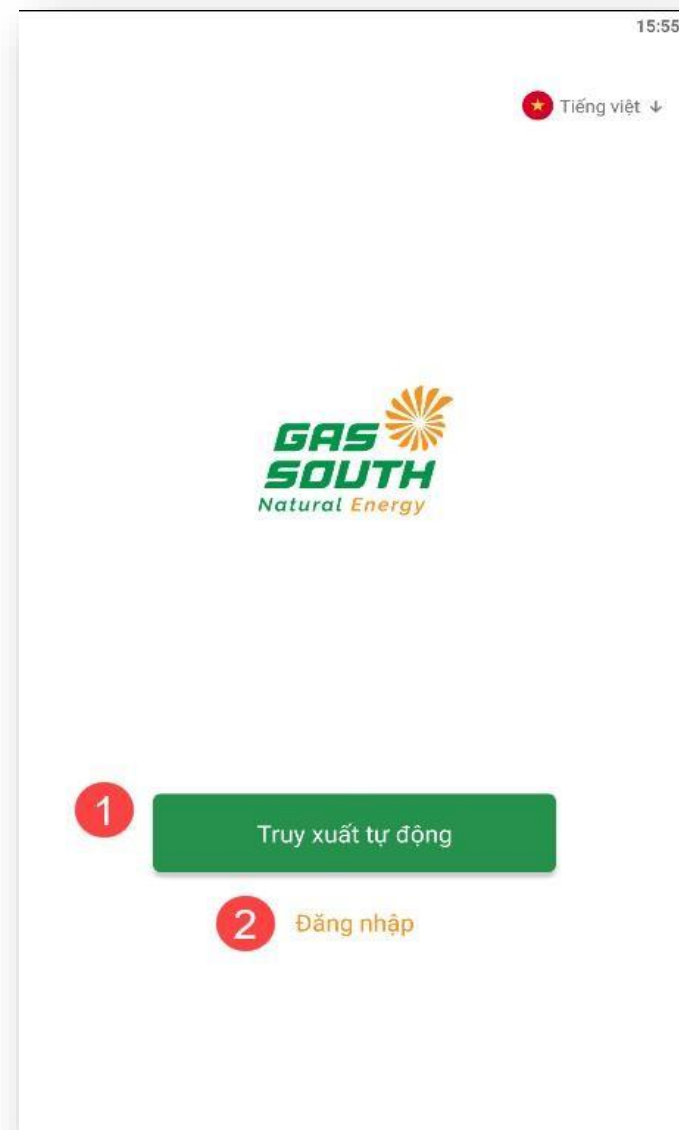 15:55
Tiếng việt ↓
GAS
SOUTH
Natural Energy
1
Truy xuất tự động
2
Đăng nhập